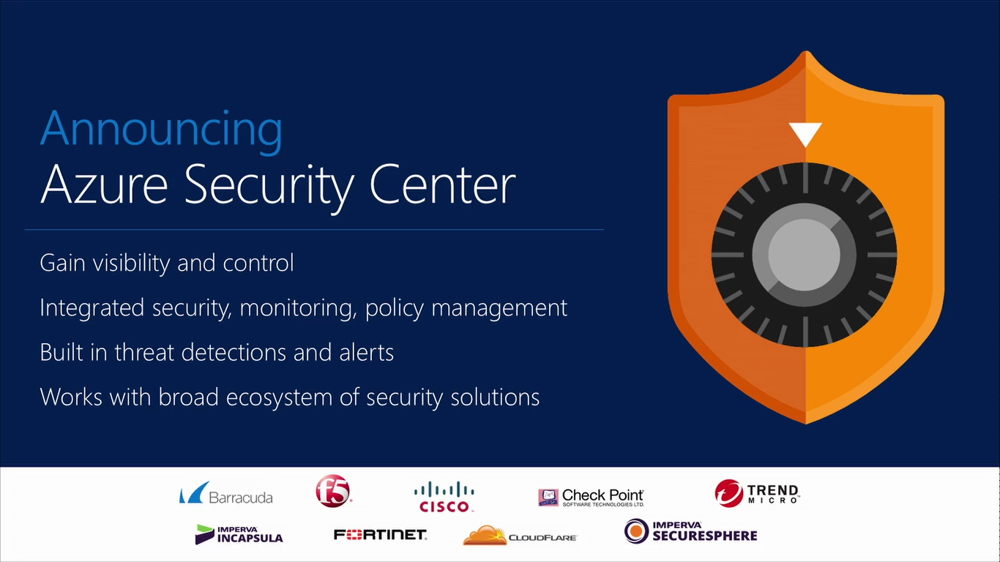 Announcing
Azure Security Center
Gain visibility and control
Integrated security, monitoring, policy management
Built in threat detections and alerts
Works with broad ecosystem of security solutions
Barracuda
f5
CISCO
Check Point
SOFTWARE TECHNOLOGIES LTD.
TREND
MICRO
IMPERVA
INCAPSULA
FORTINET
CLOUDFLARE
IMPERVA
SECURESPHERE